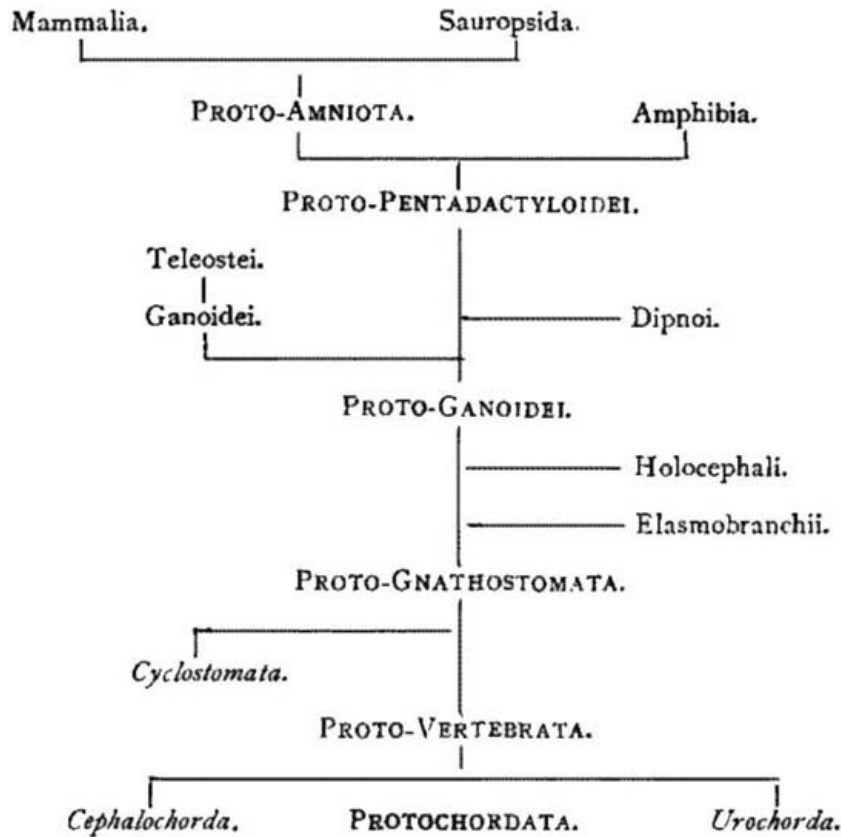 Mammalia. Sauropsida.
PROTO-AMNIOTA. Amphibia.
PROTO-PENTADACTYLOIDEI.
Teleostei.
Ganoidei. Dipnoi.
PROTO-GANOIDEI.
Holocephali.
Elasmobranchii.
PROTO-GNATHOSTOMATA.
Cyclostomata.
PROTO-VERTEBRATA.
Cephalochorda. PROTOCHORDATA. Urochorda.